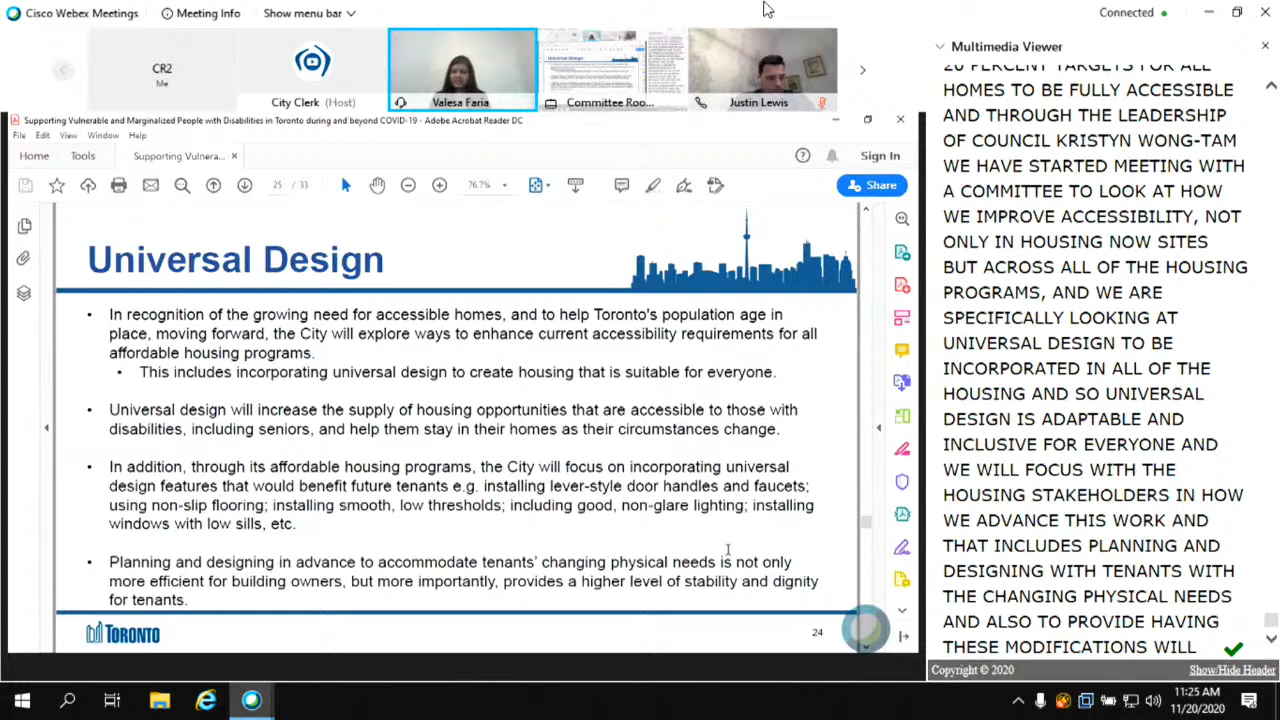 Cisco Webex Meetings
Meeting Info
Show menu bar
Connected
CR2
Me
City Clerk (Host)
Valesa Faria
Committee Roo...
Justin Lewis
Supporting Vulnerable and Marginalized People with Disabilities in Toronto during and beyond COVID-19 - Adobe Acrobat Reader DC
File Edit View Window Help
Home Tools Supporting Vulnera... Sign In
25 / 33 76.7% Share
Universal Design
• In recognition of the growing need for accessible homes, and to help Toronto's population age in
place, moving forward, the City will explore ways to enhance current accessibility requirements for all
affordable housing programs.
• This includes incorporating universal design to create housing that is suitable for everyone.
• Universal design will increase the supply of housing opportunities that are accessible to those with
disabilities, including seniors, and help them stay in their homes as their circumstances change.
• In addition, through its affordable housing programs, the City will focus on incorporating universal
design features that would benefit future tenants e.g. installing lever-style door handles and faucets;
using non-slip flooring; installing smooth, low thresholds; including good, non-glare lighting; installing
windows with low sills, etc.
• Planning and designing in advance to accommodate tenants' changing physical needs is not only
more efficient for building owners, but more importantly, provides a higher level of stability and dignity
for tenants.
TORONTO
24
Multimedia Viewer
PERCENT TARGETS FOR ALL
HOMES TO BE FULLY ACCESSIBLE
AND THROUGH THE LEADERSHIP
OF COUNCIL KRISTYN WONG-TAM
WE HAVE STARTED MEETING WITH
A COMMITTEE TO LOOK AT HOW
WE IMPROVE ACCESSIBILITY, NOT
ONLY IN HOUSING NOW SITES
BUT ACROSS ALL OF THE HOUSING
PROGRAMS, AND WE ARE
SPECIFICALLY LOOKING AT
UNIVERSAL DESIGN TO BE
INCORPORATED IN ALL OF THE
HOUSING AND SO UNIVERSAL
DESIGN IS ADAPTABLE AND
INCLUSIVE FOR EVERYONE AND
WE WILL FOCUS WITH THE
HOUSING STAKEHOLDERS IN HOW
WE ADVANCE THIS WORK AND
THAT INCLUDES PLANNING AND
DESIGNING WITH TENANTS WITH
THE CHANGING PHYSICAL NEEDS
AND ALSO TO PROVIDE HAVING
THESE MODIFICATIONS WILL
Copyright © 2020 Show/Hide Header
11:25 AM
11/20/2020